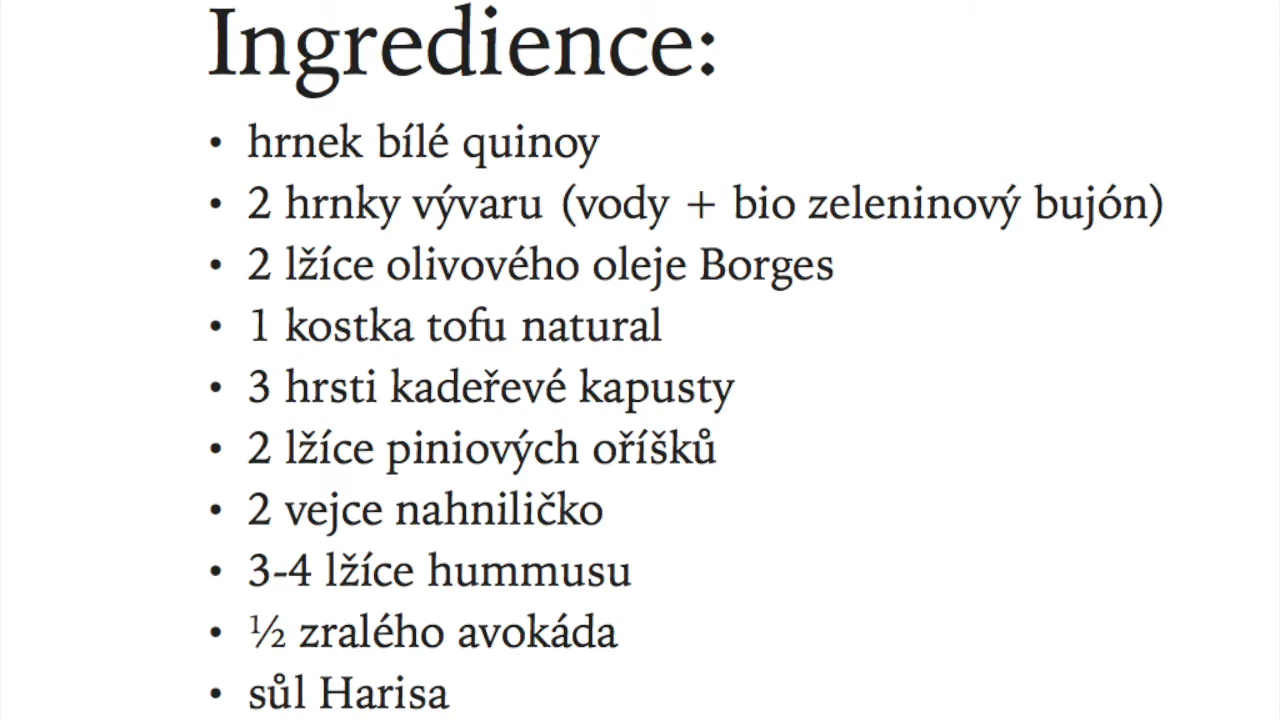 Ingredience:
• hrnek bílé quinoy
• 2 hrnky vývaru (vody + bio zeleninový bujón)
• 2 lžíce olivového oleje Borges
• 1 kostka tofu natural
• 3 hrsti kadeřevé kapusty
• 2 lžíce piniových oříšků
• 2 vejce nahniličko
• 3-4 lžíce hummusu
• ½ zralého avokáda
• sůl Harisa